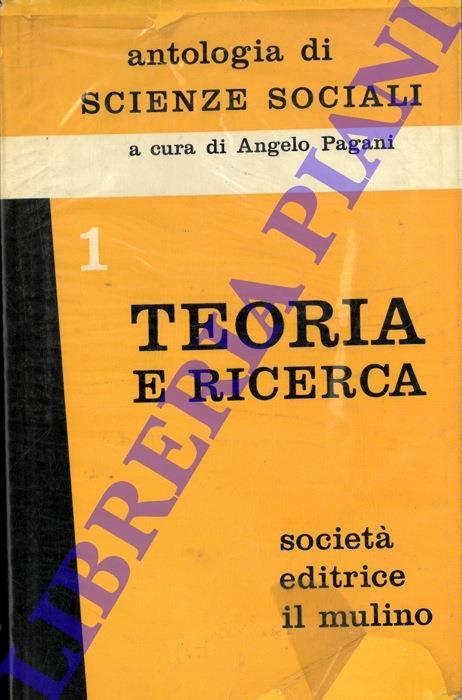 antologia di
SCIENZE SOCIALI
a cura di Angelo Pagani
1
TEORIA
E RICERCA
società
editrice
il mulino
LIBRERIA PIANI